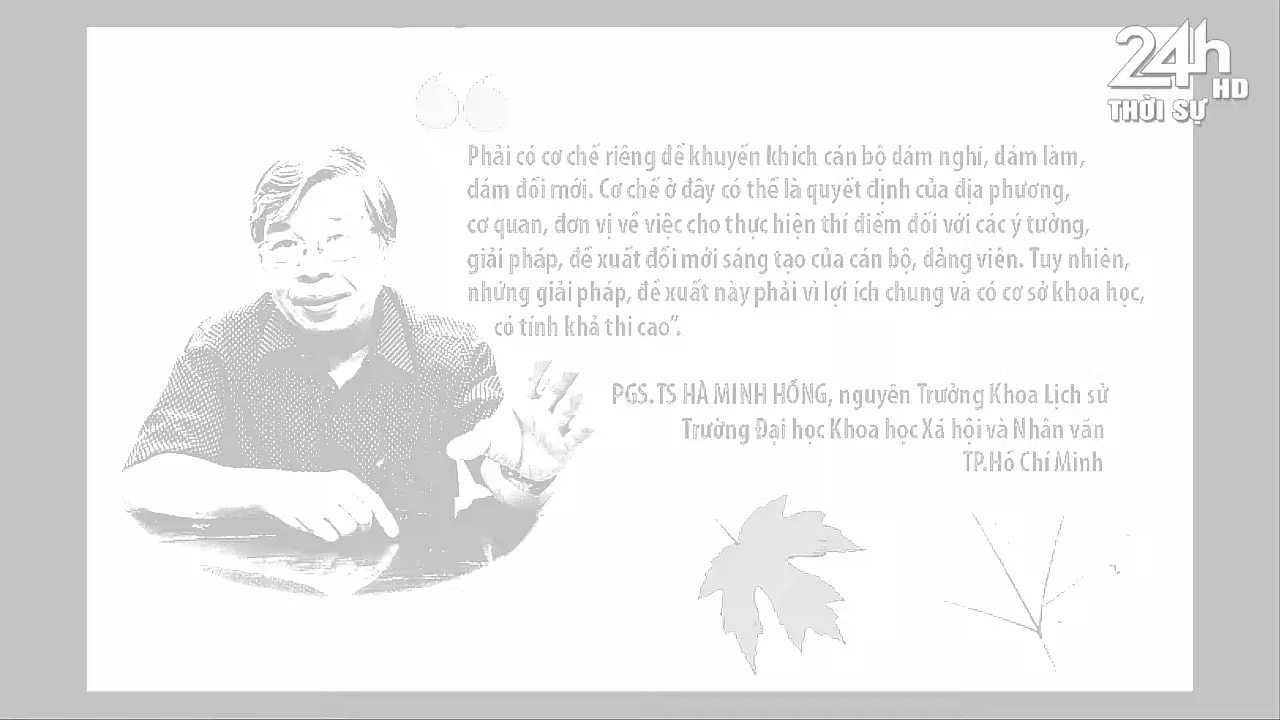 24h
HD
THỜI SỰ
Phải có cơ chế riêng để khuyến khích cán bộ dám nghĩ, dám làm,
dám đổi mới. Cơ chế ở đây có thể là quyết định của địa phương,
cơ quan, đơn vị về việc cho thực hiện thí điểm đối với các ý tưởng,
giải pháp, đề xuất đổi mới sáng tạo của cán bộ, đảng viên. Tuy nhiên,
những giải pháp, đề xuất này phải vì lợi ích chung và có cơ sở khoa học,
có tính khả thi cao”.
PGS.TS HÀ MINH HỒNG, nguyên Trưởng Khoa Lịch sử
Trường Đại học Khoa học Xã hội và Nhân văn
TP.Hồ Chí Minh